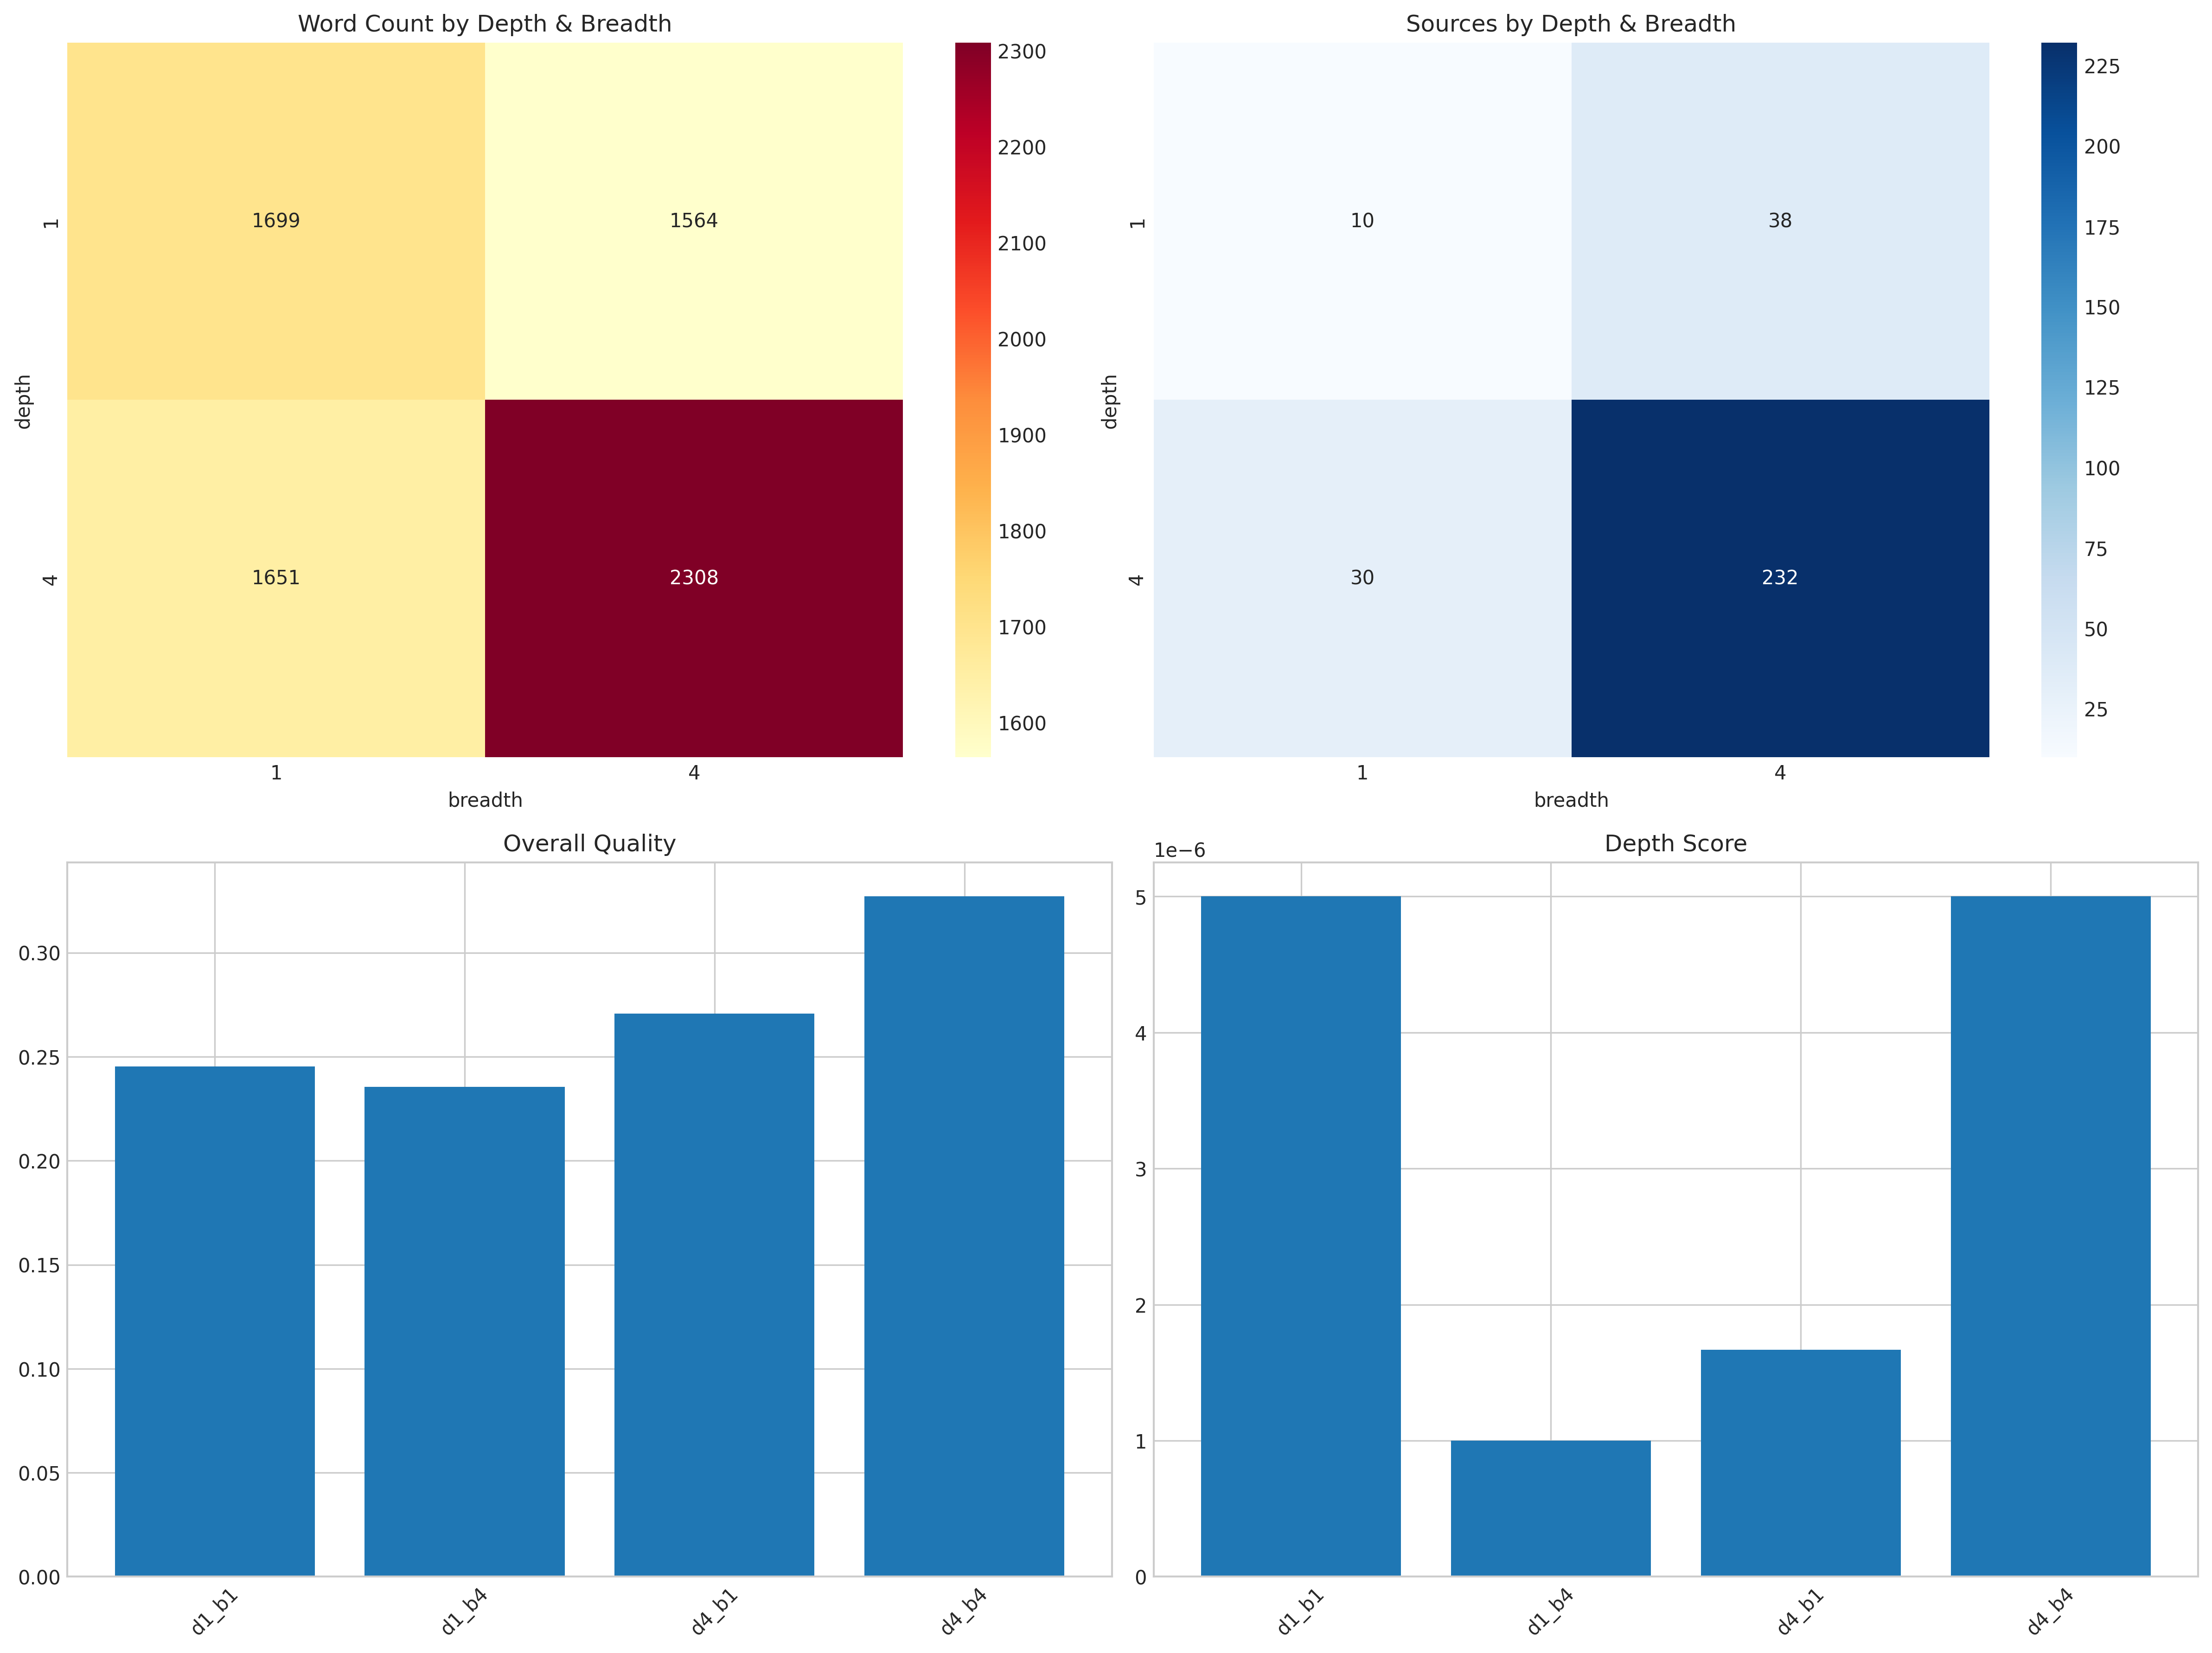 Word Count by Depth & Breadth
2300
2200
2100
2000
1900
1800
1700
1600
1699
1564
1651
2308
1
4
depth
1
4
breadth
Sources by Depth & Breadth
225
200
175
150
125
100
75
50
25
10
38
30
232
1
4
depth
1
4
breadth
Overall Quality
0.30
0.25
0.20
0.15
0.10
0.05
0.00
d1_b1
d1_b4
d4_b1
d4_b4
Depth Score
1e−6
5
4
3
2
1
0
d1_b1
d1_b4
d4_b1
d4_b4